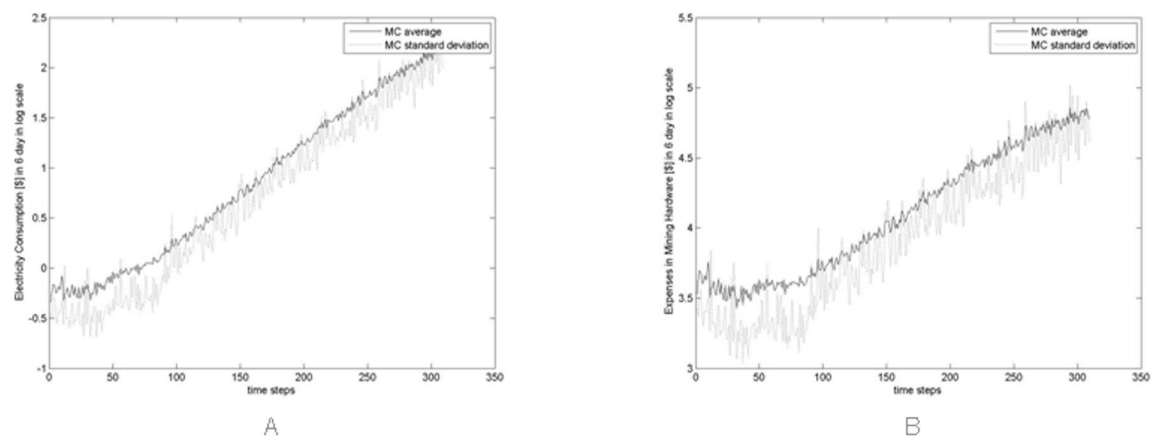 2.5
2
1.5
1
0.5
0
-0.5
-1
Electricity Consumption [$] in 6 day in log scale
MC average
MC standard deviation
0 50 100 150 200 250 300 350
time steps
A
5.5
5
4.5
4
3.5
3
Expenses in Mining Hardware [$] in 6 day in log scale
MC average
MC standard deviation
0 50 100 150 200 250 300 350
time steps
B